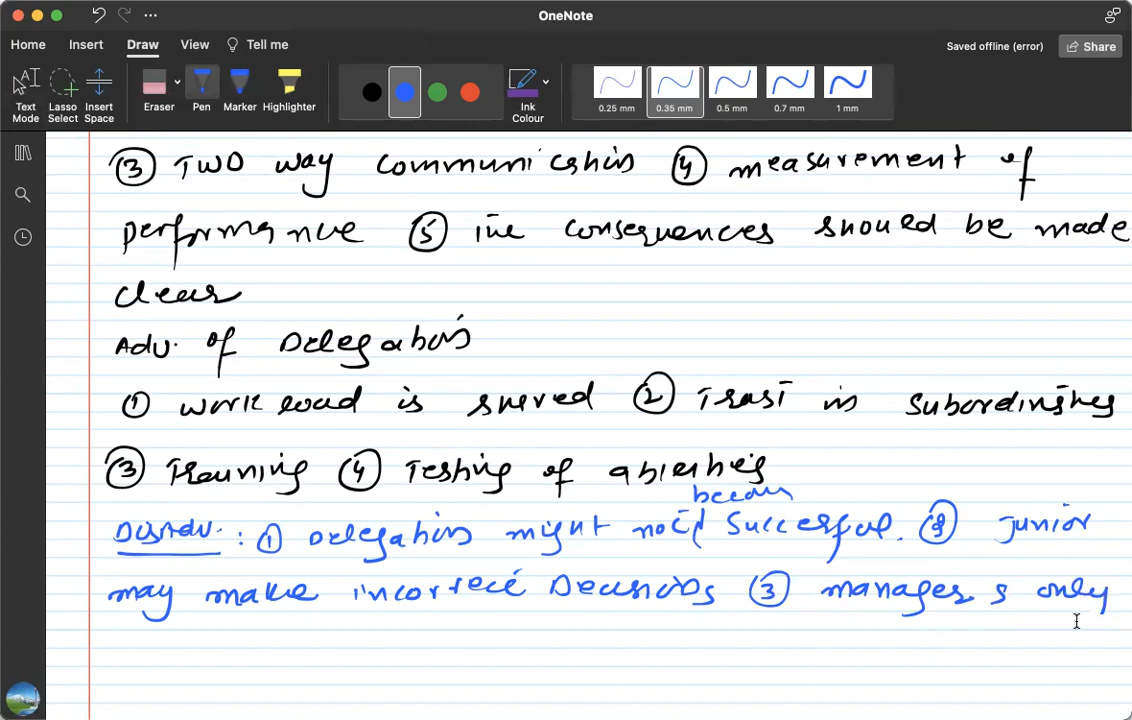 OneNote
Home Insert Draw View Tell me
Saved offline (error) Share
Text Mode Lasso Select Insert Space Eraser Pen Marker Highlighter Ink Colour 0.25 mm 0.35 mm 0.5 mm 0.7 mm 1 mm
③ Two way communication ④ measurement of
performance ⑤ consequences should be made
clear
Adv. of Delegation
① work load is shared ② Trust in subordinates
③ Training ④ Testing of abilities
become
DisAdv. : ① Delegation might not Successful. ② junior
may make incorrect Decisions ③ managers only